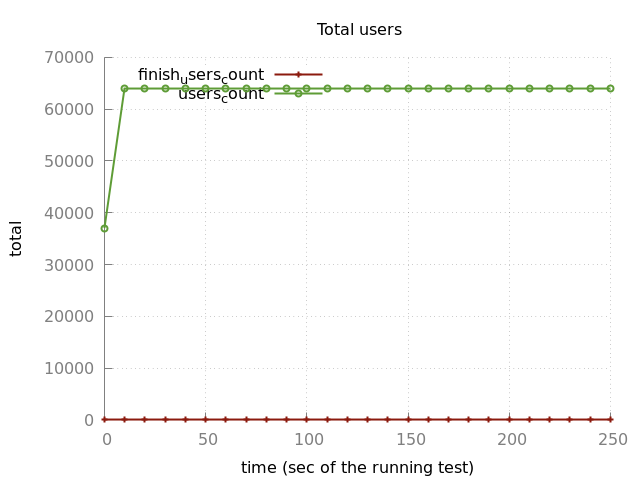 Total users
70000
60000
50000
40000
30000
20000
10000
0
total
finish_users_count
users_count
0 50 100 150 200 250
time (sec of the running test)